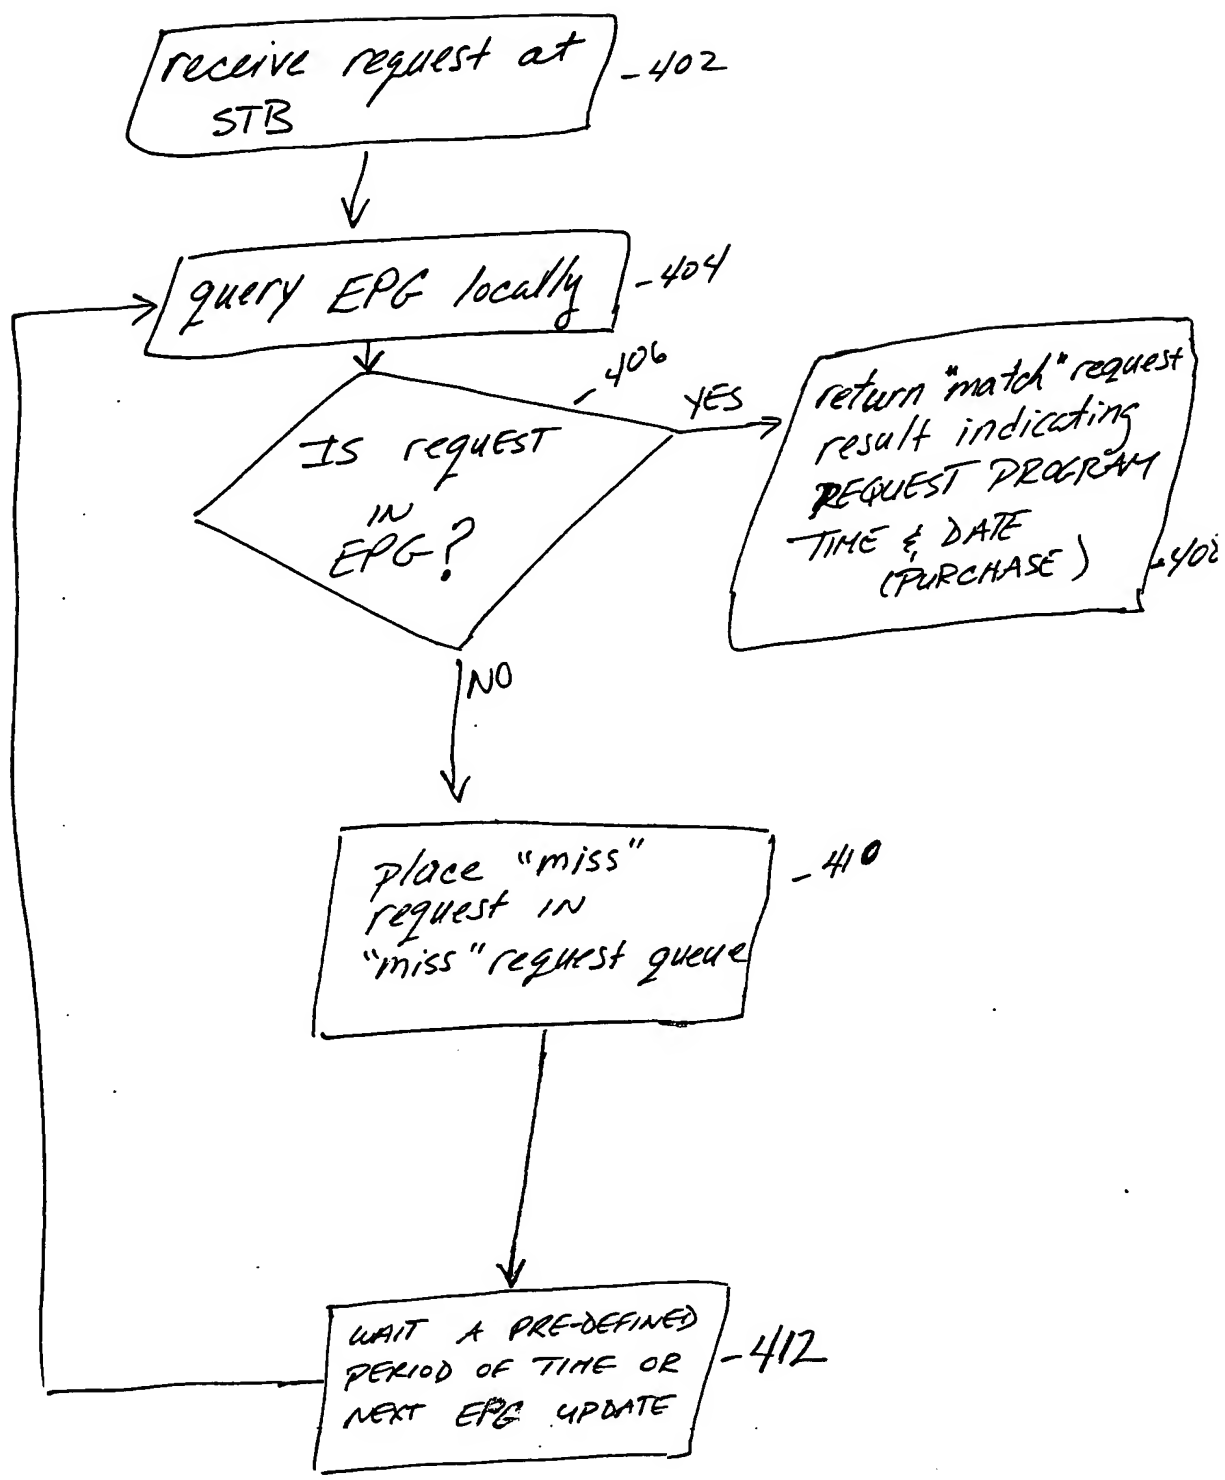 receive request at
STB
-402
query EPG locally
-404
-406
IS request
IN
EPG?
YES
return "match" request
result indicating
REQUEST PROGRAM
TIME & DATE
(PURCHASE)
-408
NO
place "miss"
request IN
"miss" request queue
-410
WAIT A PRE-DEFINED
PERIOD OF TIME OR
NEXT EPG UPDATE
-412